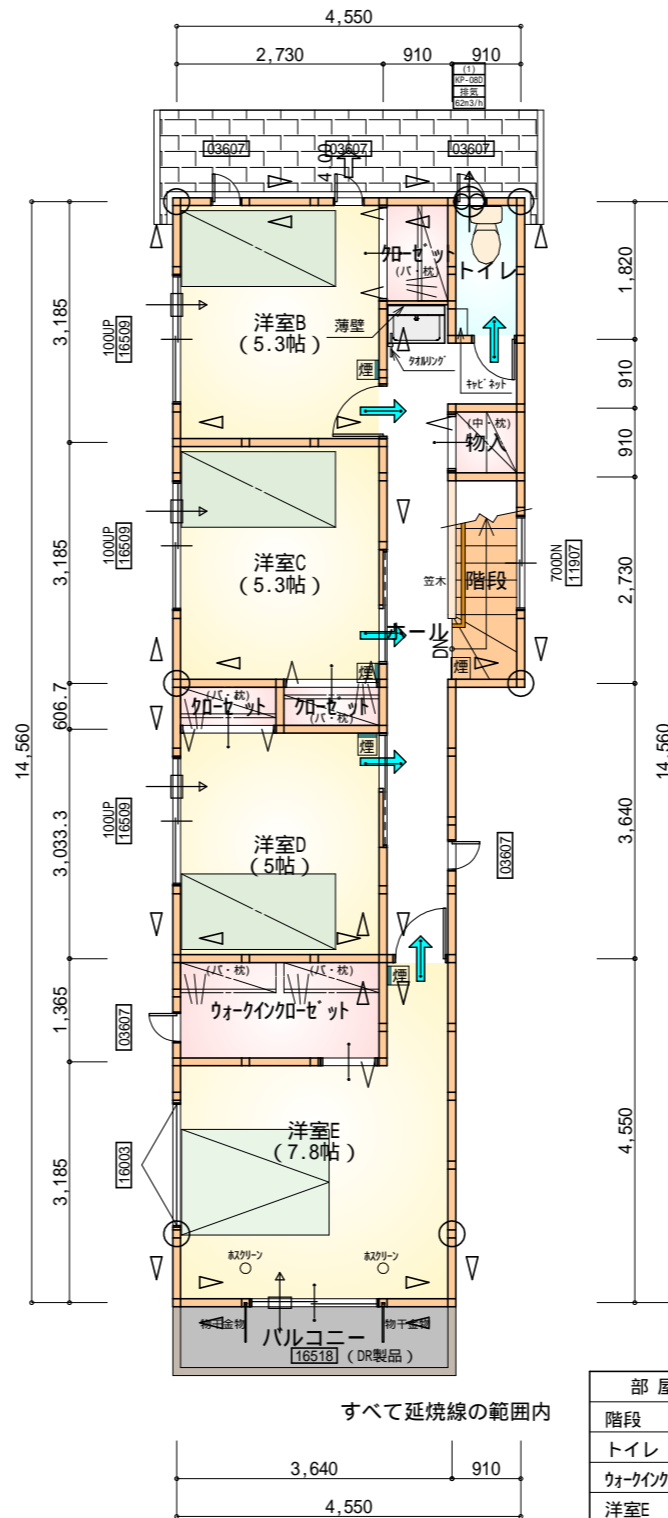 4,550
2,730 910 910
(1)
KP-08D
排気
62m3/h
03607 03607 03607
4.00
クローゼット
(バ・枕)
トイレ
1,820
3,185
100UP
16509
洋室B
(5.3帖)
薄壁
タオルリング
キャビネット
煙
910
(中・枕)
物入
910
3,185
100UP
16509
洋室C
(5.3帖)
笠木
階段
700DN
11907
2,730
ホール
DN
煙
煙
606.7
(バ・枕)
クローゼット
クローゼット
(バ・枕)
煙
14,560
14,560
3,033.3
100UP
16509
洋室D
(5帖)
03607
3,640
(バ・枕) (バ・枕)
煙
1,365
03607
ウォークインクローゼット
3,185
16003
洋室E
(7.8帖)
4,550
ホスクリーン ホスクリーン
物干金物 物干金物
バルコニー
16518 (DR製品)
すべて延焼線の範囲内
3,640 910
4,550
部 屋
階段
トイレ
ウォークインク
洋室E